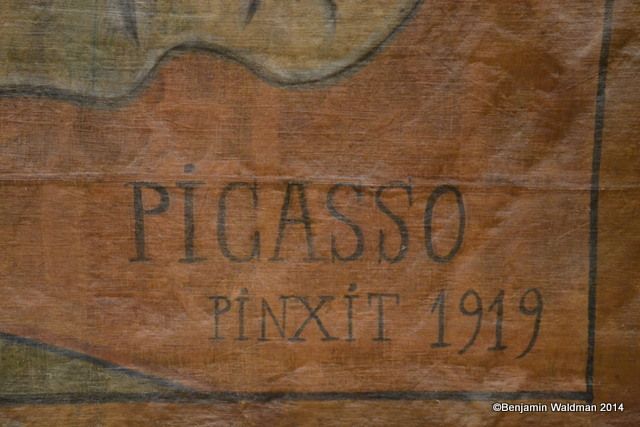 PiCASSO
PiNXiT 1919
©Benjamin Waldman 2014